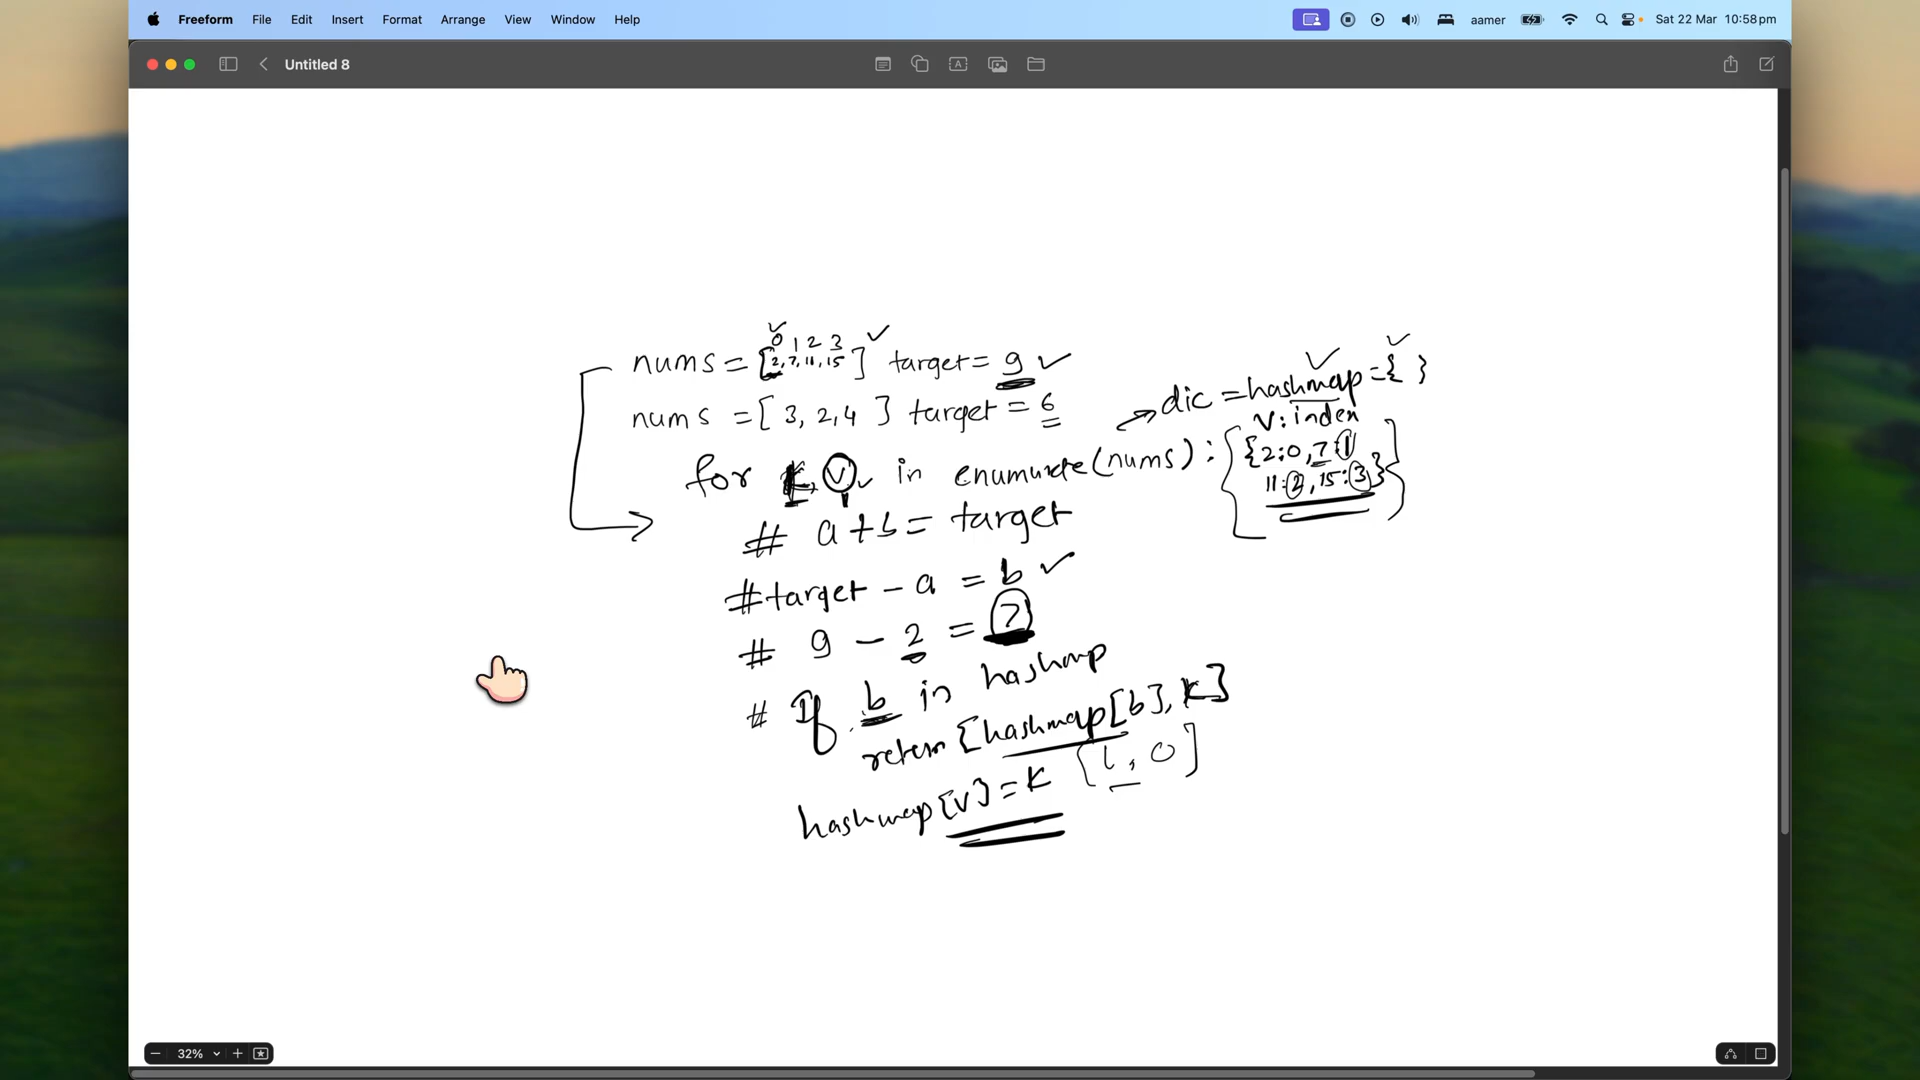 Freeform File Edit Insert Format Arrange View Window Help aamer Sat 22 Mar 10:58 pm
Untitled 8
0 1 2 3
nums = [2, 7, 11, 15] target = 9
nums = [3, 2, 4] target = 6
dic = hashmap = { }
v : index
{2:0, 7:1
11:2, 15:3}
for k, v in enumurate(nums) :
# a + b = target
# target - a = b
# 9 - 2 = 7
# If b in hashmap
return [hashmap[b], k]
[1, 0]
hashmap[v] = k
32%